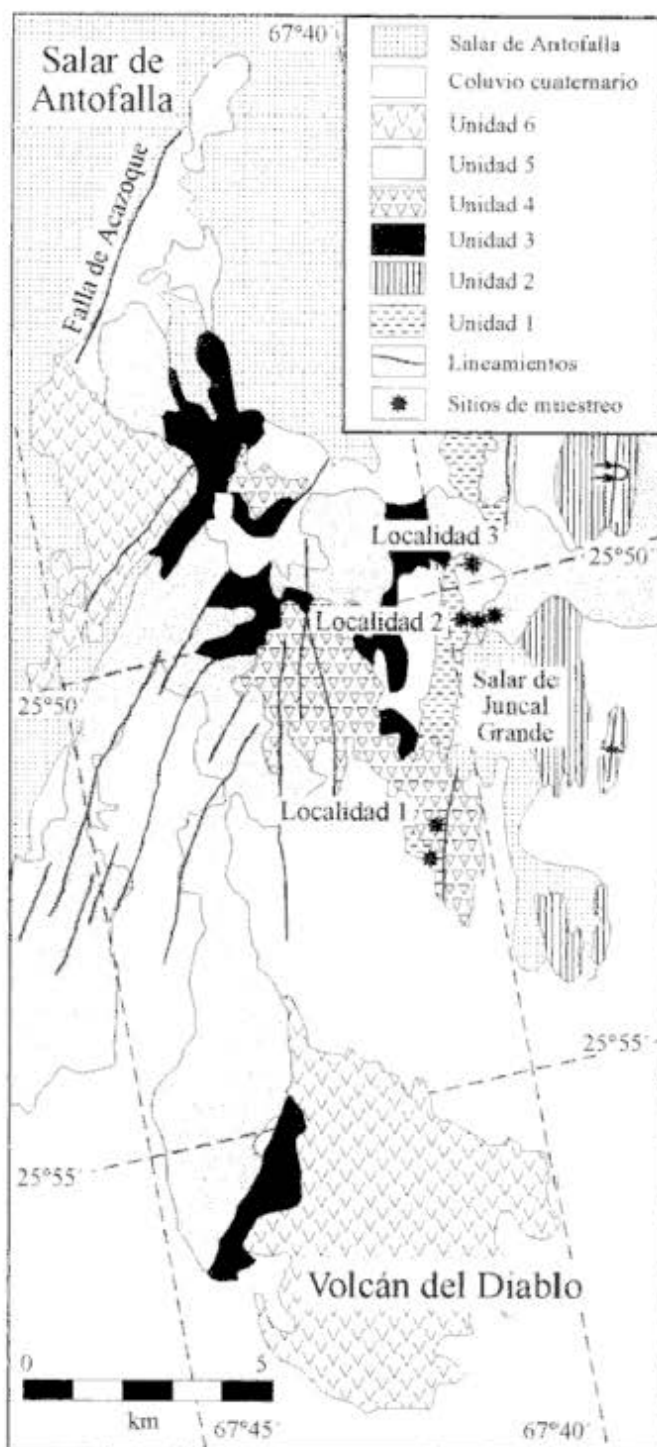 67°40´
Salar de
Antofalla
Falla de Acazoque
Salar de Antofalla
Coluvio cuaternario
Unidad 6
Unidad 5
Unidad 4
Unidad 3
Unidad 2
Unidad 1
Lineamientos
Sitios de muestreo
Localidad 3
25°50´
Localidad 2
Salar de
Juncal
Grande
25°50´
Localidad 1
25°55´
25°55´
Volcán del Diablo
0 5
km
67°45´
67°40´